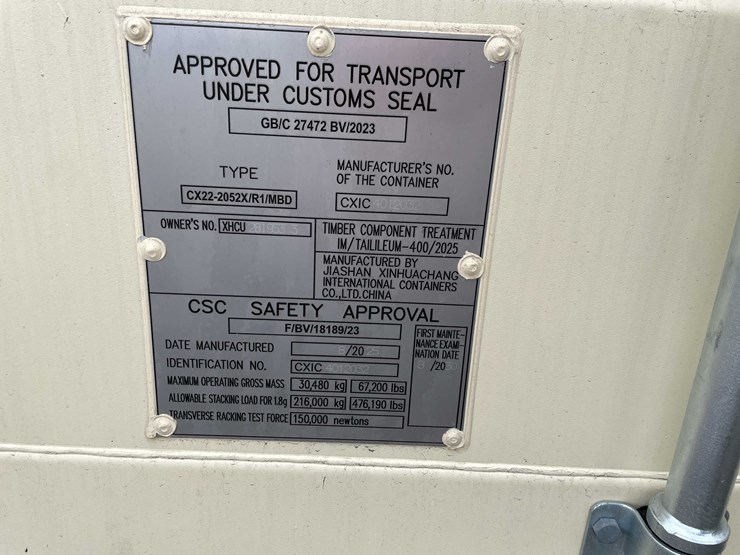 APPROVED FOR TRANSPORT
UNDER CUSTOMS SEAL
GB/C 27472 BV/2023
TYPE
CX22-2052X/R1/MBD
MANUFACTURER'S NO.
OF THE CONTAINER
CXIC
OWNER'S NO. XHCU
TIMBER COMPONENT TREATMENT
IM/TAILILEUM-400/2025
MANUFACTURED BY
JIASHAN XINHUACHANG
INTERNATIONAL CONTAINERS
CO.,LTD.CHINA
CSC SAFETY APPROVAL
F/BV/18189/23
DATE MANUFACTURED /20
IDENTIFICATION NO. CXIC
MAXIMUM OPERATING GROSS MASS 30,480 kg 67,200 lbs
ALLOWABLE STACKING LOAD FOR 1.8g 216,000 kg 476,190 lbs
TRANSVERSE RACKING TEST FORCE 150,000 newtons
FIRST MAINTE-
NANCE EXAMI-
NATION DATE
/20